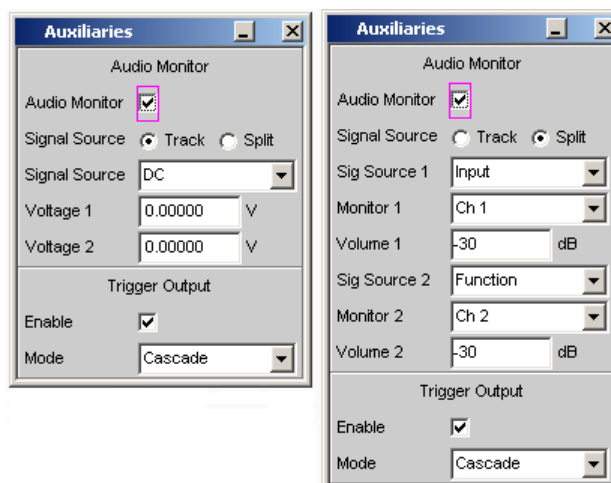 Auxiliaries
Audio Monitor
Audio Monitor
Signal Source Track Split
Signal Source DC
Voltage 1 0.00000 V
Voltage 2 0.00000 V
Trigger Output
Enable
Mode Cascade
Auxiliaries
Audio Monitor
Audio Monitor
Signal Source Track Split
Sig Source 1 Input
Monitor 1 Ch 1
Volume 1 -30 dB
Sig Source 2 Function
Monitor 2 Ch 2
Volume 2 -30 dB
Trigger Output
Enable
Mode Cascade